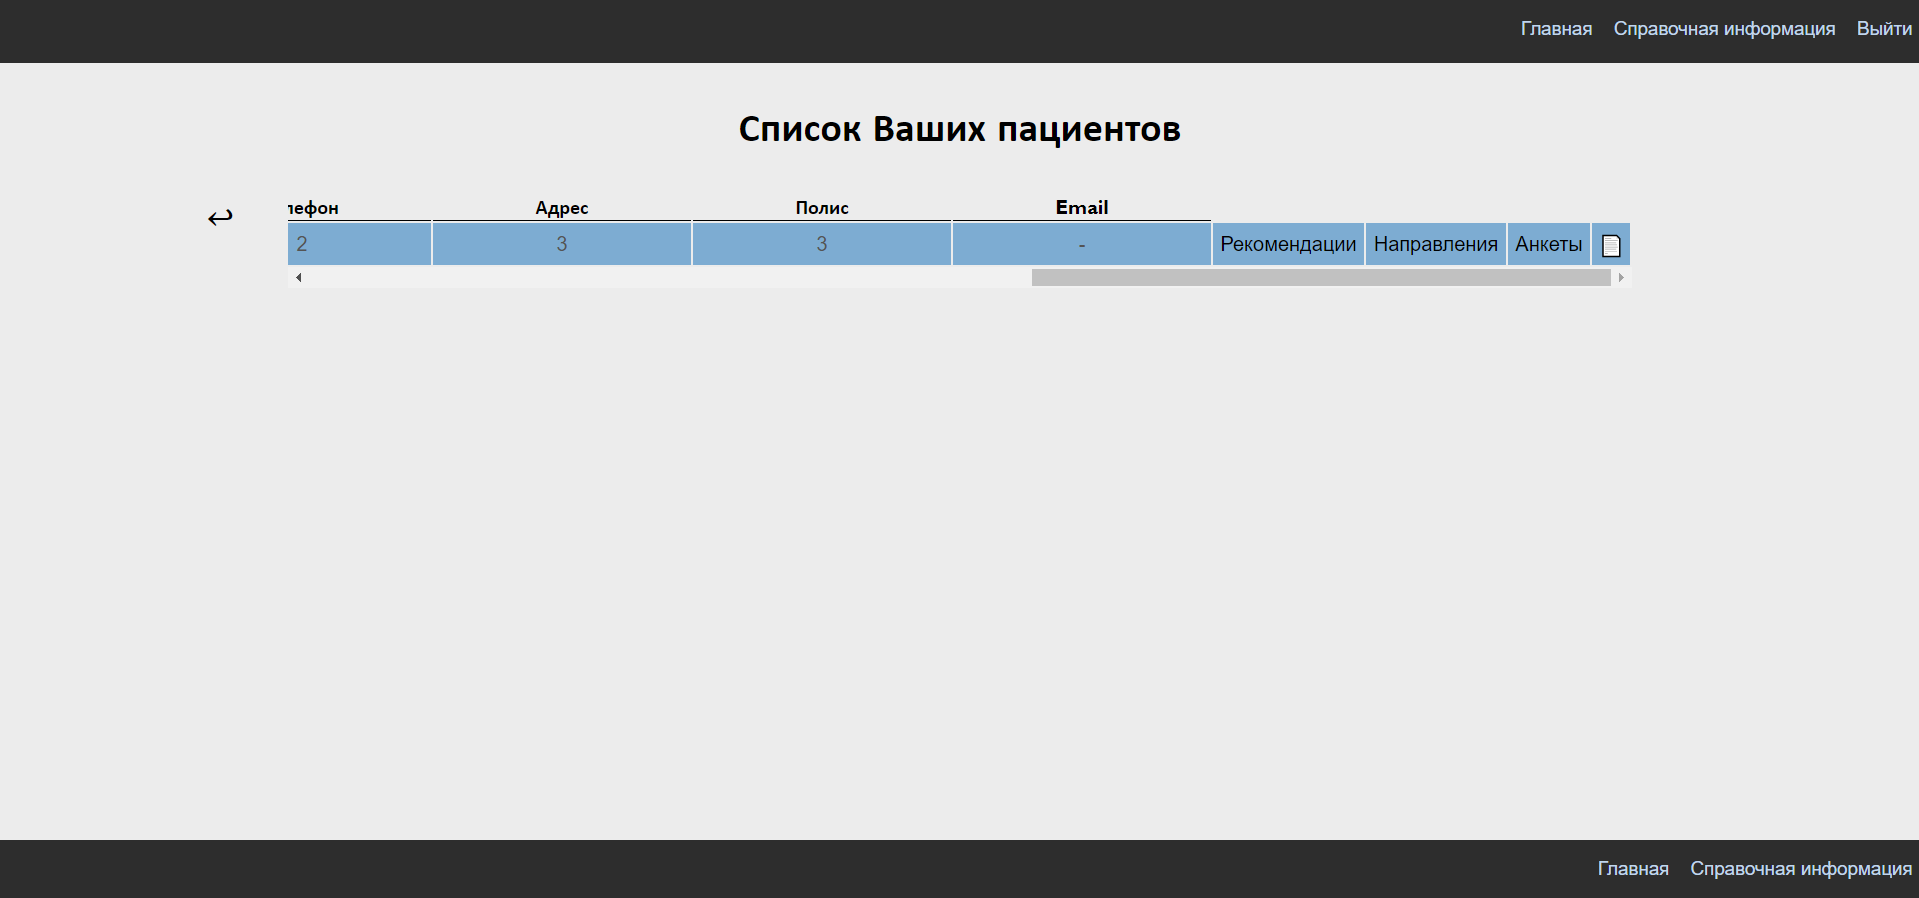 Главная Справочная информация Выйти
Список Ваших пациентов
лефон Адрес Полис Email
2 3 3 - Рекомендации Направления Анкеты
Главная Справочная информация